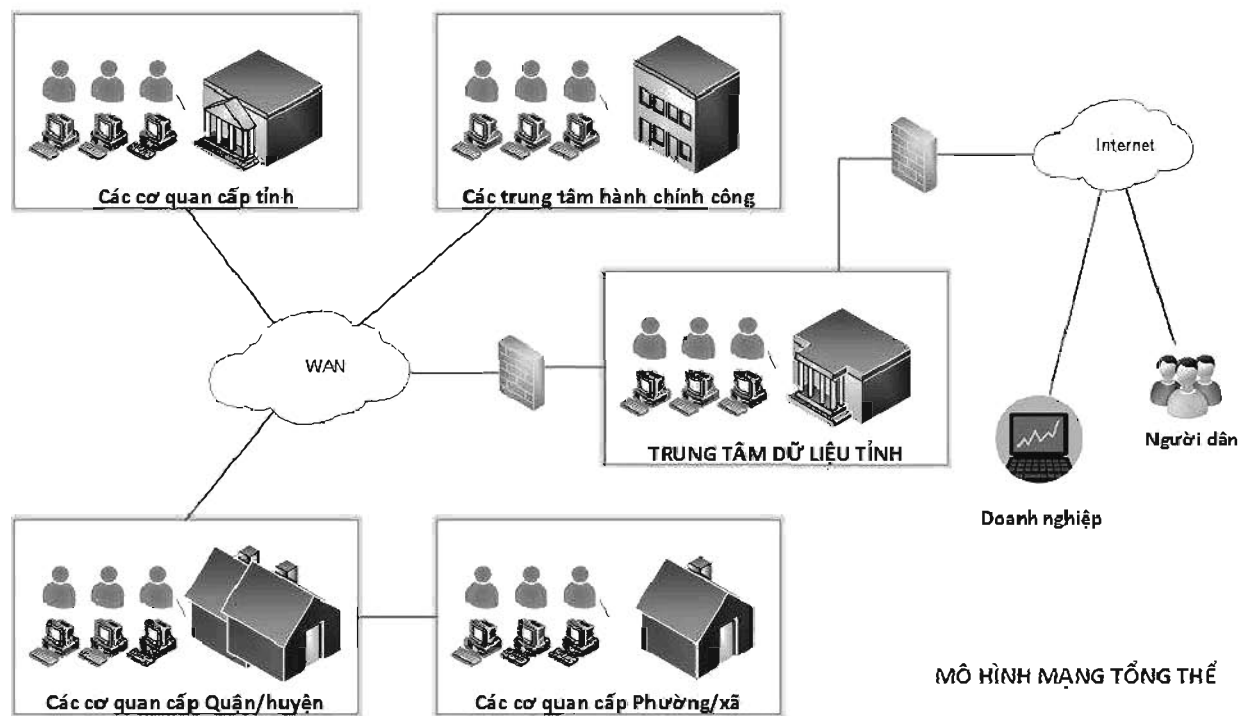 Các cơ quan cấp tỉnh
Các trung tâm hành chính công
Internet
WAN
TRUNG TÂM DỮ LIỆU TỈNH
Người dân
Doanh nghiệp
Các cơ quan cấp Quận/huyện
Các cơ quan cấp Phường/xã
MÔ HÌNH MẠNG TỔNG THỂ